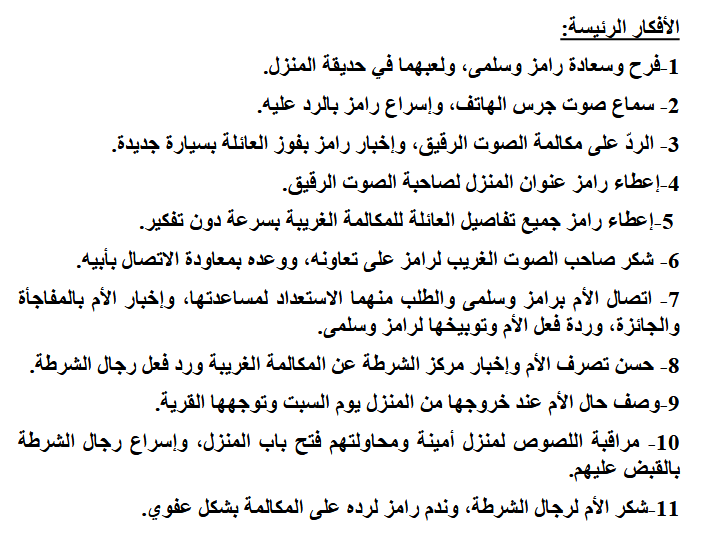 الأفكار الرئيسة:
1-فرح وسعادة رامز وسلمى، ولعبهما في حديقة المنزل.
2- سماع صوت جرس الهاتف، وإسراع رامز بالرد عليه.
3- الردّ على مكالمة الصوت الرقيق، وإخبار رامز بفوز العائلة بسيارة جديدة.
4-إعطاء رامز عنوان المنزل لصاحبة الصوت الرقيق.
5-إعطاء رامز جميع تفاصيل العائلة للمكالمة الغريبة بسرعة دون تفكير.
6- شكر صاحب الصوت الغريب لرامز على تعاونه، ووعده بمعاودة الاتصال بأبيه.
7- اتصال الأم برامز وسلمى والطلب منهما الاستعداد لمساعدتها، وإخبار الأم بالمفاجأة
والجائزة، وردة فعل الأم وتوبيخها لرامز وسلمى.
8- حسن تصرف الأم وإخبار مركز الشرطة عن المكالمة الغريبة ورد فعل رجال الشرطة.
9-وصف حال الأم عند خروجها من المنزل يوم السبت وتوجهها القرية.
10- مراقبة اللصوص لمنزل أمينة ومحاولتهم فتح باب المنزل، وإسراع رجال الشرطة
بالقبض عليهم.
11-شكر الأم لرجال الشرطة، وندم رامز لرده على المكالمة بشكل عفوي.